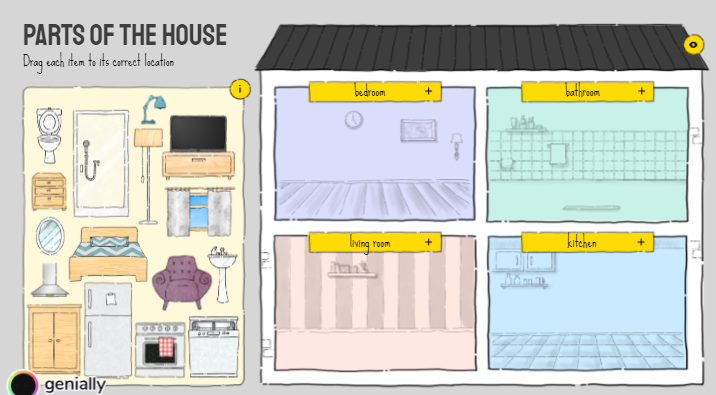 PARTS OF THE HOUSE
Drag each item to its correct location
i
bedroom +
bathroom +
living room +
kitchen +
genially